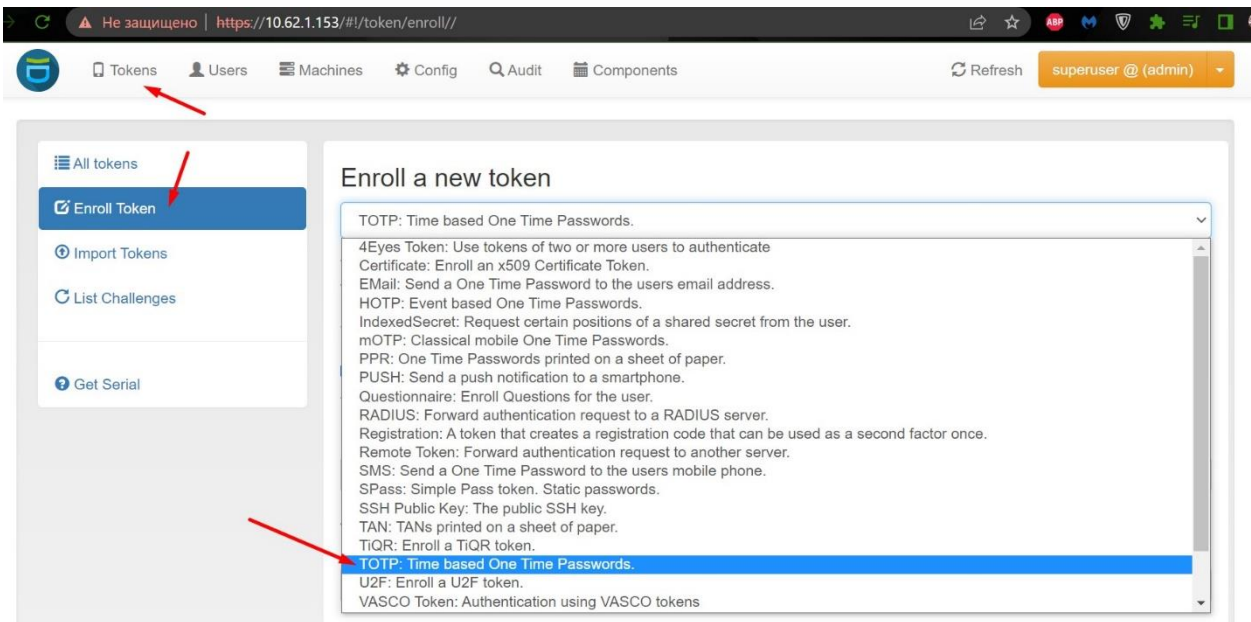 Не защищено | https://10.62.1.153/#!/token/enroll//
ABP
Tokens Users Machines Config Audit Components Refresh superuser @ (admin)
All tokens
Enroll Token
Import Tokens
List Challenges
Get Serial
Enroll a new token
TOTP: Time based One Time Passwords.
4Eyes Token: Use tokens of two or more users to authenticate
Certificate: Enroll an x509 Certificate Token.
EMail: Send a One Time Password to the users email address.
HOTP: Event based One Time Passwords.
IndexedSecret: Request certain positions of a shared secret from the user.
mOTP: Classical mobile One Time Passwords.
PPR: One Time Passwords printed on a sheet of paper.
PUSH: Send a push notification to a smartphone.
Questionnaire: Enroll Questions for the user.
RADIUS: Forward authentication request to a RADIUS server.
Registration: A token that creates a registration code that can be used as a second factor once.
Remote Token: Forward authentication request to another server.
SMS: Send a One Time Password to the users mobile phone.
SPass: Simple Pass token. Static passwords.
SSH Public Key: The public SSH key.
TAN: TANs printed on a sheet of paper.
TiQR: Enroll a TiQR token.
TOTP: Time based One Time Passwords.
U2F: Enroll a U2F token.
VASCO Token: Authentication using VASCO tokens